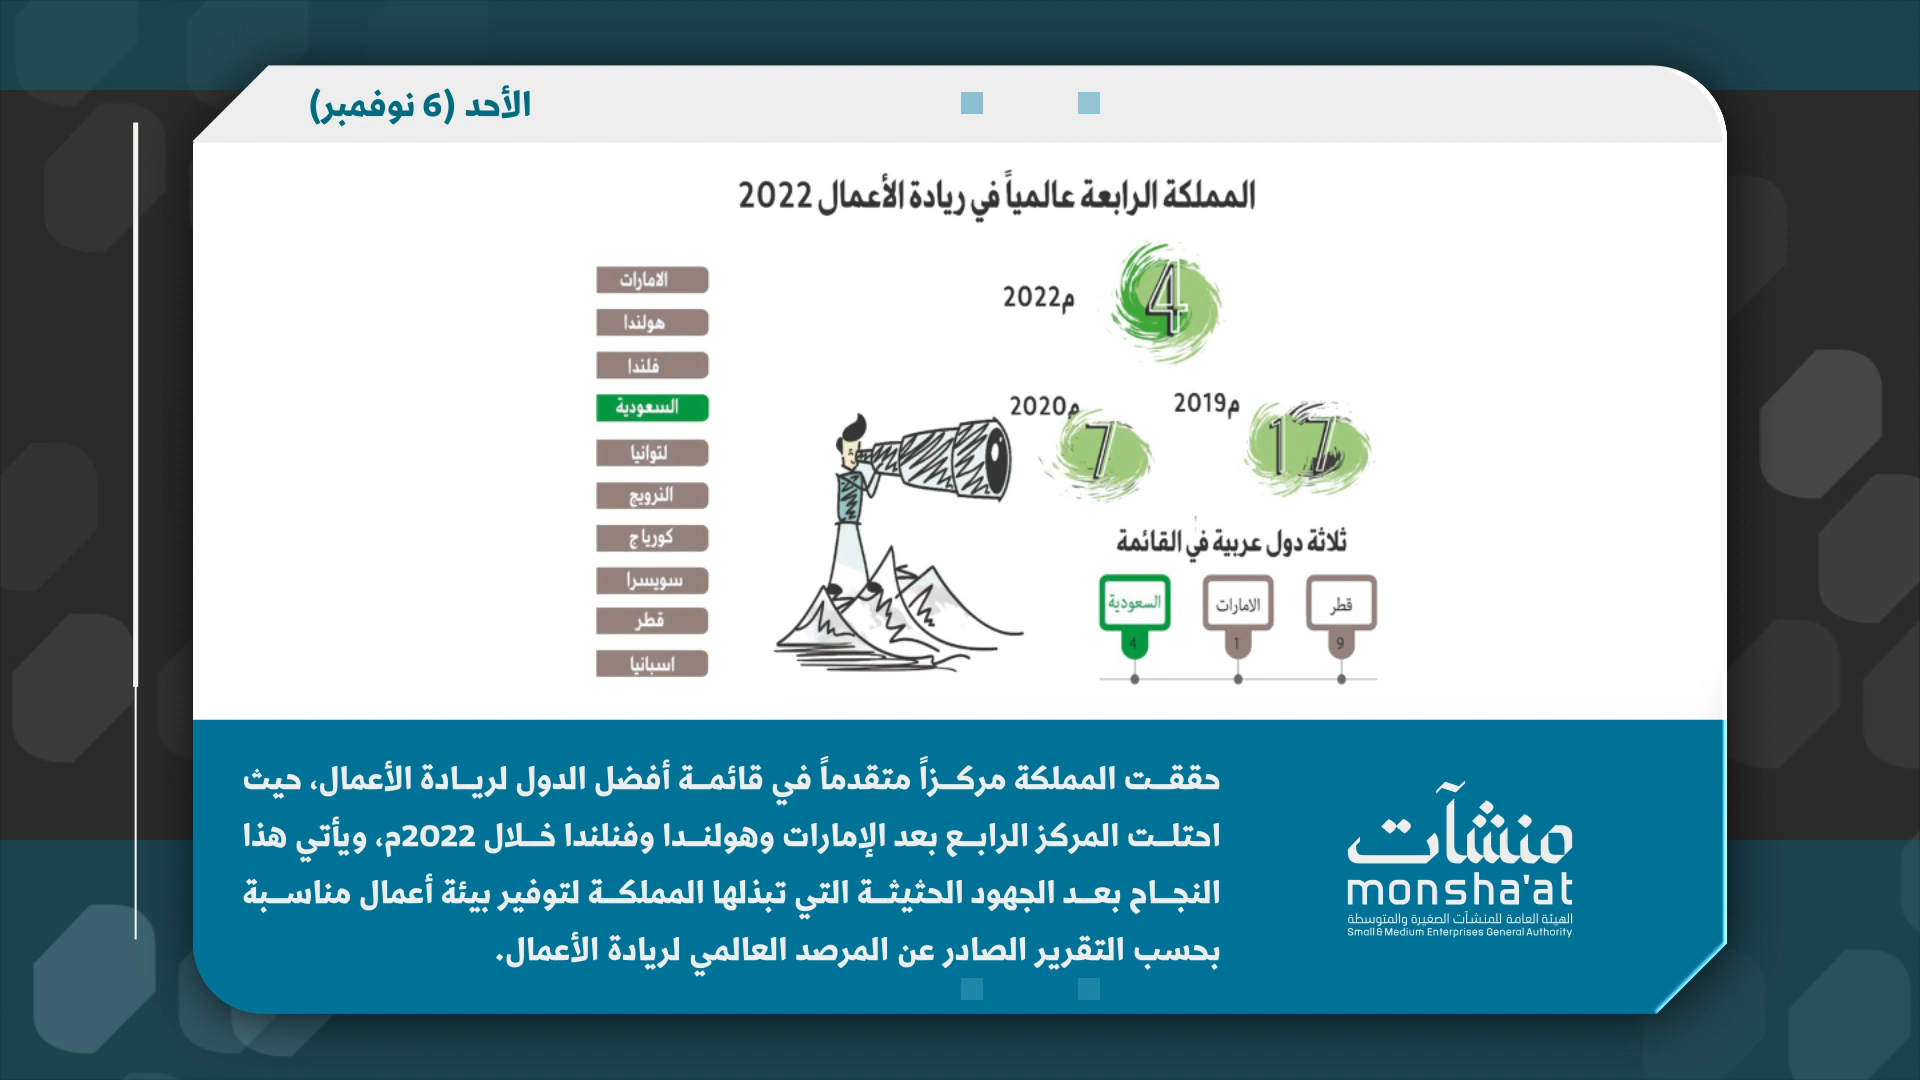 الأحد (6 نوفمبر)
المملكة الرابعة عالمياً في ريادة الأعمال 2022
4
2022م
17
2019م
7
2020م
ثلاثة دول عربية في القائمة
قطر
الامارات
السعودية
9
1
4
الامارات
هولندا
فلندا
السعودية
لتوانيا
النرويج
كوريا ج
سويسرا
قطر
اسبانيا
منشآت
monsha'at
الهيئة العامة للمنشآت الصغيرة والمتوسطة
Small & Medium Enterprises General Authority
حققت المملكة مركزاً متقدماً في قائمة أفضل الدول لريادة الأعمال، حيث
احتلت المركز الرابع بعد الإمارات وهولندا وفنلندا خلال 2022م، ويأتي هذا
النجاح بعد الجهود الحثيثة التي تبذلها المملكة لتوفير بيئة أعمال مناسبة
بحسب التقرير الصادر عن المرصد العالمي لريادة الأعمال.